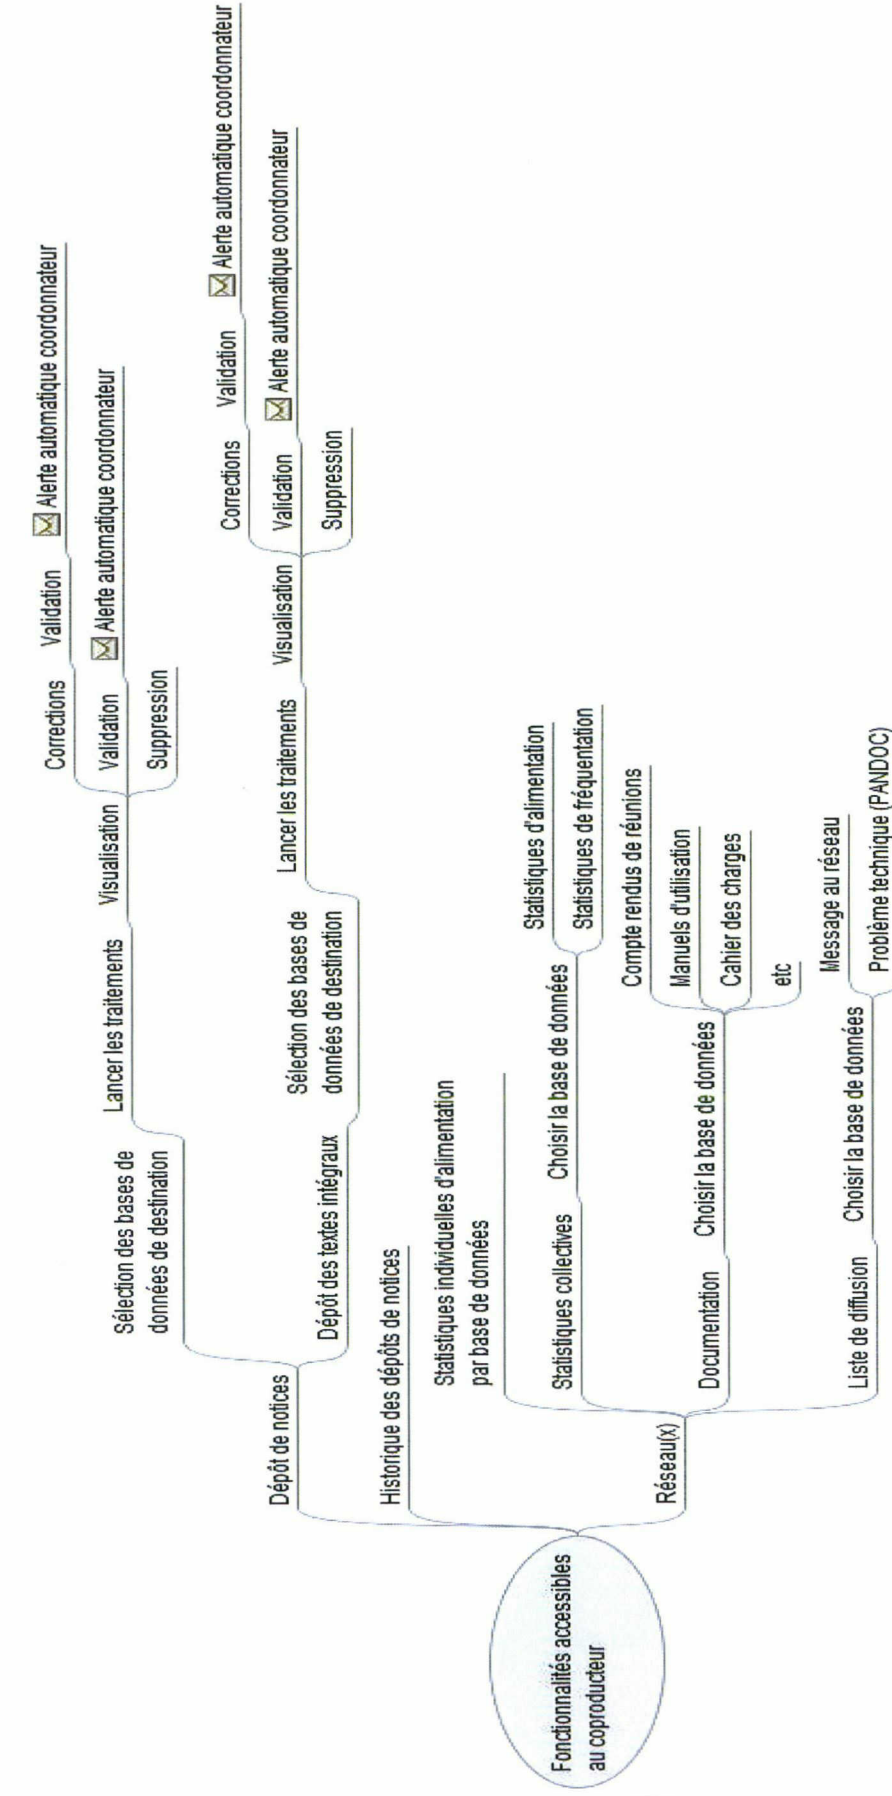 Fonctionnalités accessibles
au coproducteur
Dépôt de notices
Sélection des bases de
données de destination
Lancer les traitements
Visualisation
Corrections
Validation
Alerte automatique coordonnateur
Validation
Alerte automatique coordonnateur
Suppression
Dépôt des textes intégraux
Sélection des bases de
données de destination
Lancer les traitements
Visualisation
Corrections
Validation
Alerte automatique coordonnateur
Validation
Alerte automatique coordonnateur
Suppression
Historique des dépôts de notices
Réseau(x)
Statistiques individuelles d'alimentation
par base de données
Statistiques collectives
Choisir la base de données
Statistiques d'alimentation
Statistiques de fréquentation
Documentation
Choisir la base de données
Compte rendus de réunions
Manuels d'utilisation
Cahier des charges
etc
Liste de diffusion
Choisir la base de données
Message au réseau
Problème technique (PANDOC)